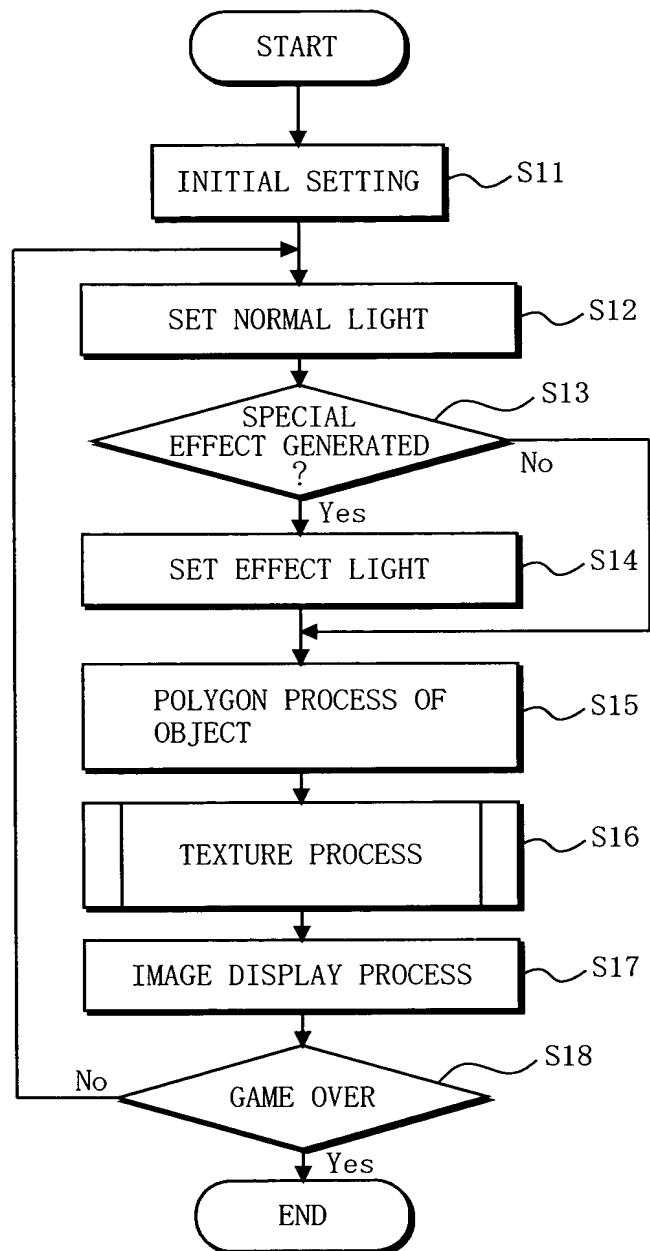 START
INITIAL SETTING
S11
SET NORMAL LIGHT
S12
SPECIAL
EFFECT GENERATED
?
S13
No
Yes
SET EFFECT LIGHT
S14
POLYGON PROCESS OF
OBJECT
S15
TEXTURE PROCESS
S16
IMAGE DISPLAY PROCESS
S17
GAME OVER
S18
No
Yes
END